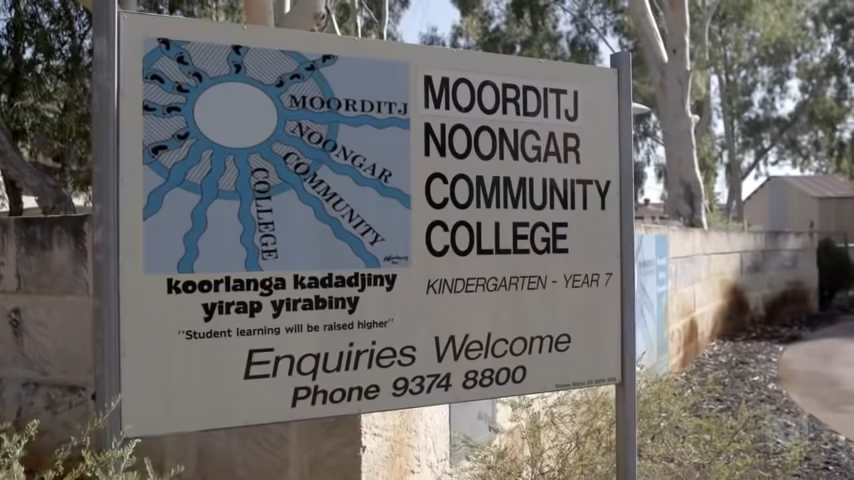 MOORDITJ
NOONGAR
COMMUNITY
COLLEGE
koorlanga kadadjiny
yirap yirabiny
"Student learning will be raised higher"
MOORDITJ
NOONGAR
COMMUNITY
COLLEGE
KINDERGARTEN - YEAR 7
Enquiries Welcome
Phone 9374 8800